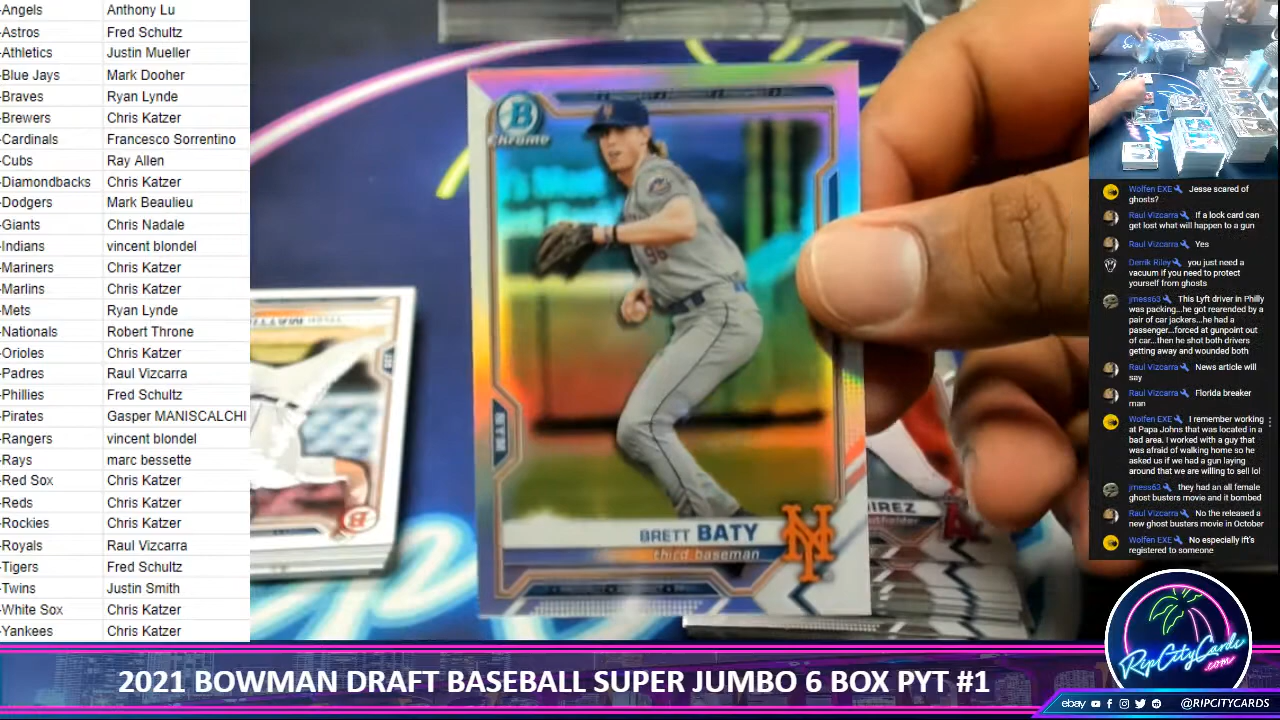 -Angels Anthony Lu
-Astros Fred Schultz
-Athletics Justin Mueller
-Blue Jays Mark Dooher
-Braves Ryan Lynde
-Brewers Chris Katzer
-Cardinals Francesco Sorrentino
-Cubs Ray Allen
-Diamondbacks Chris Katzer
-Dodgers Mark Beaulieu
-Giants Chris Nadale
-Indians vincent blondel
-Mariners Chris Katzer
-Marlins Chris Katzer
-Mets Ryan Lynde
-Nationals Robert Throne
-Orioles Chris Katzer
-Padres Raul Vizcarra
-Phillies Fred Schultz
-Pirates Gasper MANISCALCHI
-Rangers vincent blondel
-Rays marc bessette
-Red Sox Chris Katzer
-Reds Chris Katzer
-Rockies Chris Katzer
-Royals Raul Vizcarra
-Tigers Fred Schultz
-Twins Justin Smith
-White Sox Chris Katzer
-Yankees Chris Katzer
B
Chrome
96
BRETT BATY
third baseman
NY
IREZ
Wolfen EXE Jesse scared of
ghosts?
Raul Vizcarra If a lock card can
get lost what will happen to a gun
Raul Vizcarra Yes
Derrik Riley you just need a
vacuum if you need to protect
yourself from ghosts
jmess63 This Lyft driver in Philly
was packing...he got rearended by a
pair of car jackers...he had a
passenger...forced at gunpoint out
of car...then he shot both drivers
getting away and wounded both
Raul Vizcarra News article will
say
Raul Vizcarra Florida breaker
man
Wolfen EXE I remember working
at Papa Johns that was located in a
bad area. I worked with a guy that
was afraid of walking home so he
asked us if we had a gun laying
around that we are willing to sell lol
jmess63 they had an all female
ghost busters movie and it bombed
Raul Vizcarra No the released a
new ghost busters movie in October
Wolfen EXE No especially ift's
registered to someone
RipCityCards
.com
2021 BOWMAN DRAFT BASEBALL SUPER JUMBO 6 BOX PYT #1
ebay @RIPCITYCARDS